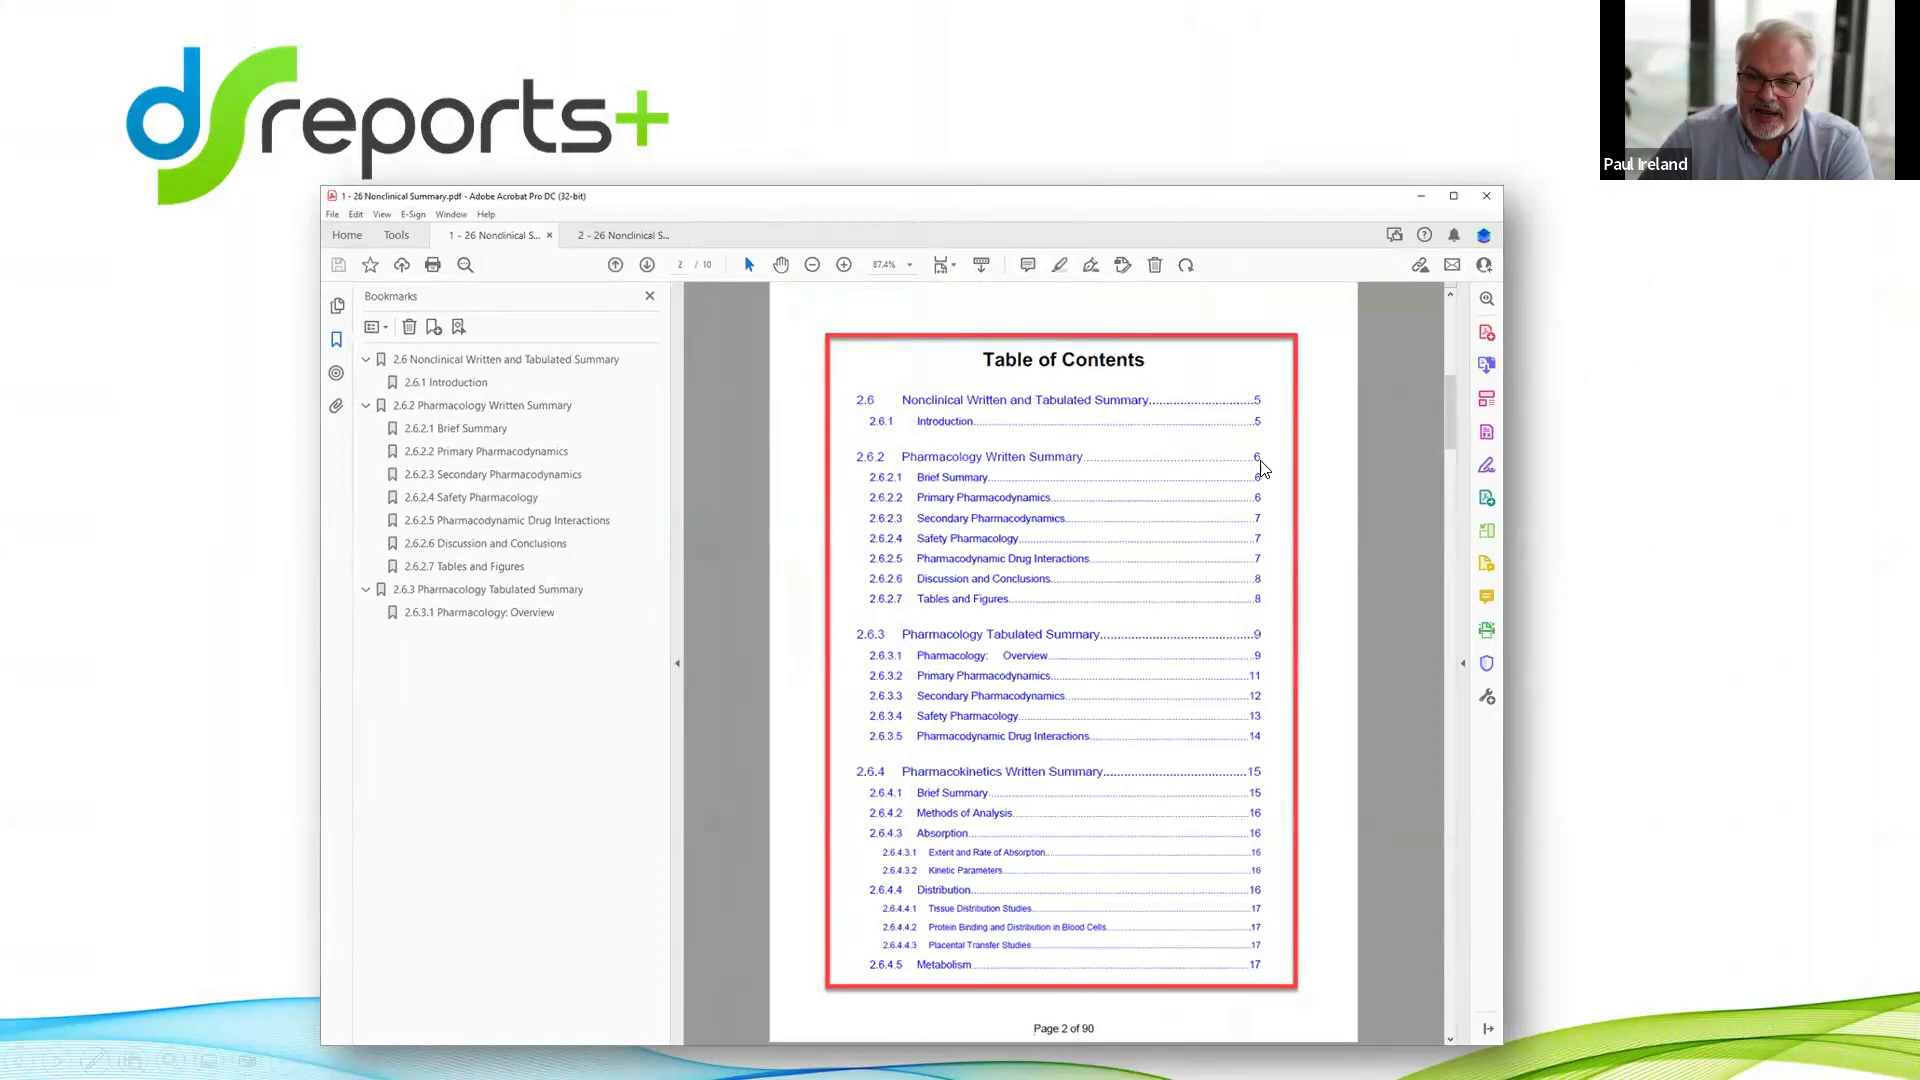 dsreports+
Paul Ireland
1 - 26 Nonclinical Summary.pdf - Adobe Acrobat Pro DC (32-bit)
File Edit View E-Sign Window Help
Home Tools 1 - 26 Nonclinical S... × 2 - 26 Nonclinical S...
2 / 10 87.4%
Bookmarks
2.6 Nonclinical Written and Tabulated Summary
2.6.1 Introduction
2.6.2 Pharmacology Written Summary
2.6.2.1 Brief Summary
2.6.2.2 Primary Pharmacodynamics
2.6.2.3 Secondary Pharmacodynamics
2.6.2.4 Safety Pharmacology
2.6.2.5 Pharmacodynamic Drug Interactions
2.6.2.6 Discussion and Conclusions
2.6.2.7 Tables and Figures
2.6.3 Pharmacology Tabulated Summary
2.6.3.1 Pharmacology: Overview
Table of Contents
2.6 Nonclinical Written and Tabulated Summary 5
2.6.1 Introduction 5
2.6.2 Pharmacology Written Summary 6
2.6.2.1 Brief Summary 6
2.6.2.2 Primary Pharmacodynamics 6
2.6.2.3 Secondary Pharmacodynamics 7
2.6.2.4 Safety Pharmacology 7
2.6.2.5 Pharmacodynamic Drug Interactions 7
2.6.2.6 Discussion and Conclusions 8
2.6.2.7 Tables and Figures 8
2.6.3 Pharmacology Tabulated Summary 9
2.6.3.1 Pharmacology: Overview 9
2.6.3.2 Primary Pharmacodynamics 11
2.6.3.3 Secondary Pharmacodynamics 12
2.6.3.4 Safety Pharmacology 13
2.6.3.5 Pharmacodynamic Drug Interactions 14
2.6.4 Pharmacokinetics Written Summary 15
2.6.4.1 Brief Summary 15
2.6.4.2 Methods of Analysis 16
2.6.4.3 Absorption 16
2.6.4.3.1 Extent and Rate of Absorption 16
2.6.4.3.2 Kinetic Parameters 16
2.6.4.4 Distribution 16
2.6.4.4.1 Tissue Distribution Studies 17
2.6.4.4.2 Protein Binding and Distribution in Blood Cells 17
2.6.4.4.3 Placental Transfer Studies 17
2.6.4.5 Metabolism 17
Page 2 of 90